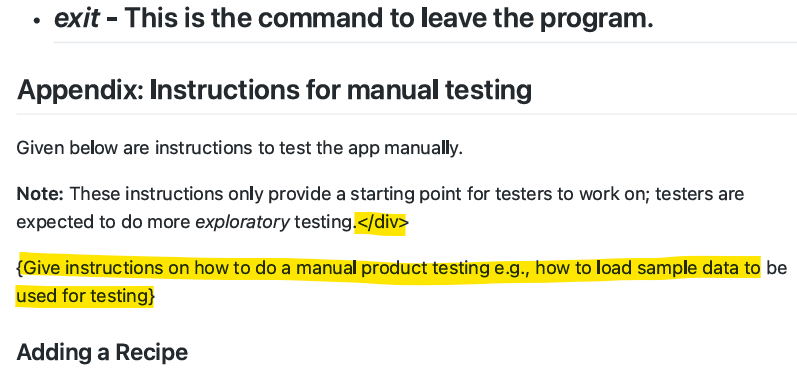 • exit - This is the command to leave the program.
Appendix: Instructions for manual testing
Given below are instructions to test the app manually.
Note: These instructions only provide a starting point for testers to work on; testers are
expected to do more exploratory testing.</div>
{Give instructions on how to do a manual product testing e.g., how to load sample data to be
used for testing}
Adding a Recipe